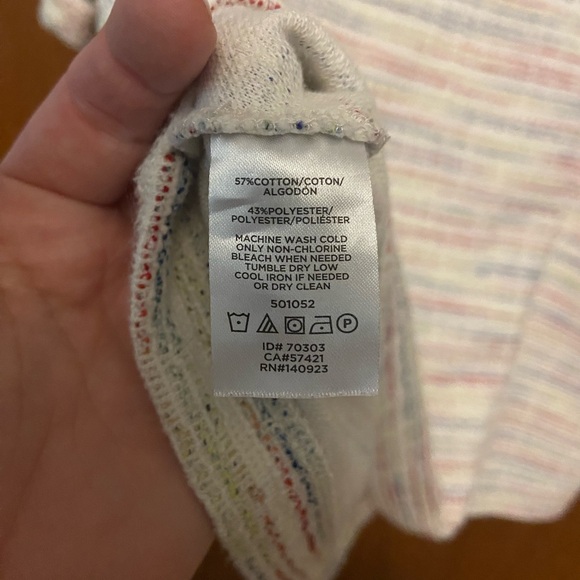 57%COTTON/COTON/
ALGODÓN
43%POLYESTER/
POLYESTER/POLIÉSTER
MACHINE WASH COLD
ONLY NON-CHLORINE
BLEACH WHEN NEEDED
TUMBLE DRY LOW
COOL IRON IF NEEDED
OR DRY CLEAN
501052
P
ID# 70303
CA#57421
RN#140923